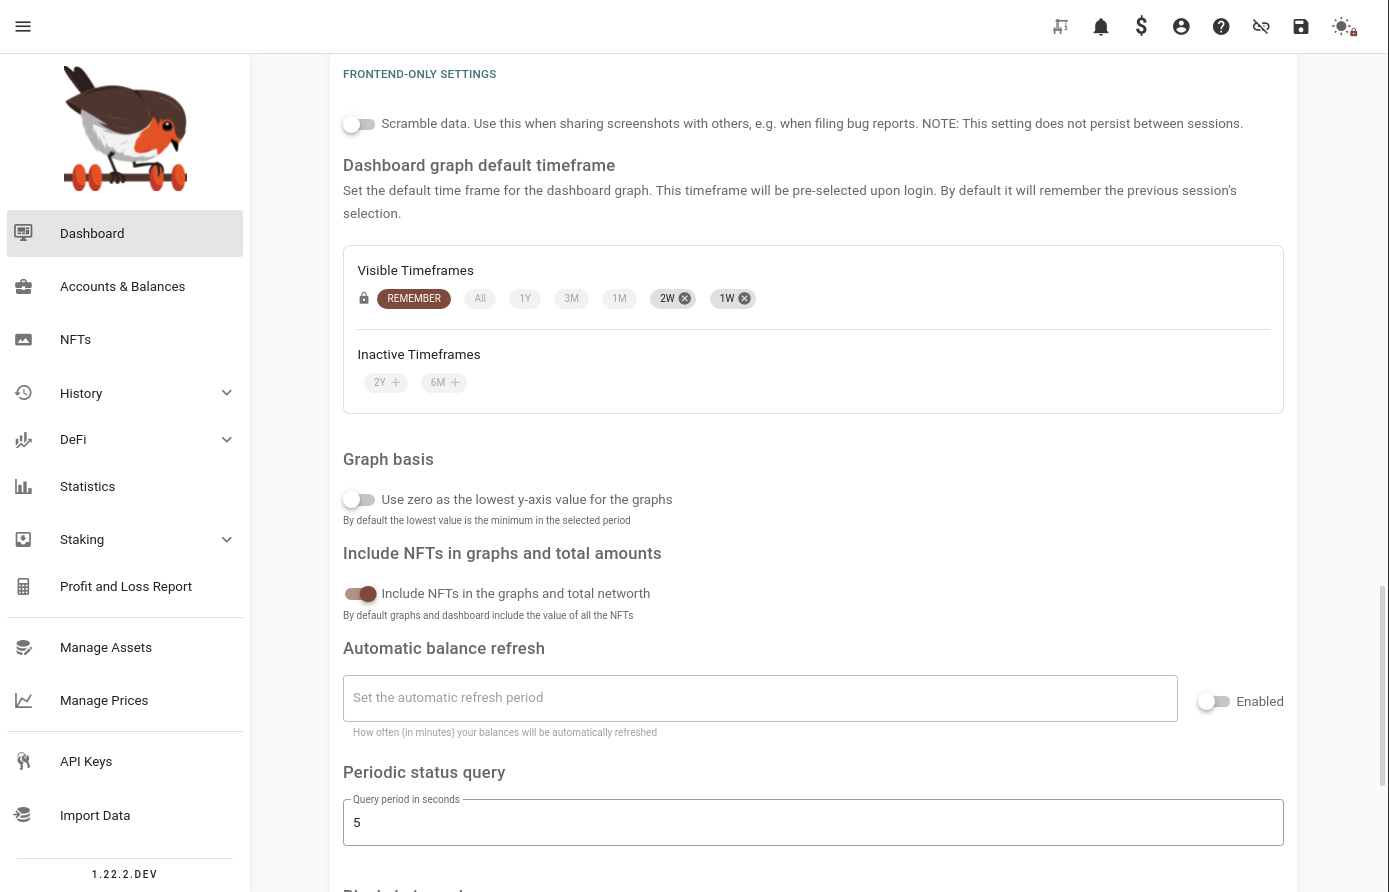 FRONTEND-ONLY SETTINGS
Scramble data. Use this when sharing screenshots with others, e.g. when filing bug reports. NOTE: This setting does not persist between sessions.
Dashboard graph default timeframe
Set the default time frame for the dashboard graph. This timeframe will be pre-selected upon login. By default it will remember the previous session's
selection.
Visible Timeframes
REMEMBER All 1Y 3M 1M 2W 1W
Inactive Timeframes
2Y 6M
Graph basis
Use zero as the lowest y-axis value for the graphs
By default the lowest value is the minimum in the selected period
Include NFTs in graphs and total amounts
Include NFTs in the graphs and total networth
By default graphs and dashboard include the value of all the NFTs
Automatic balance refresh
Set the automatic refresh period
Enabled
How often (in minutes) your balances will be automatically refreshed
Periodic status query
Query period in seconds
5
Dashboard
Accounts & Balances
NFTs
History
DeFi
Statistics
Staking
Profit and Loss Report
Manage Assets
Manage Prices
API Keys
Import Data
1.22.2.DEV